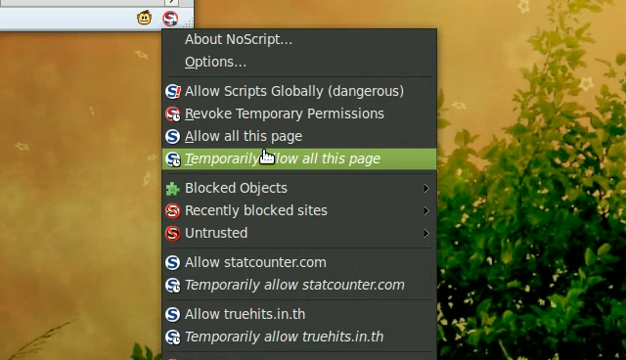 About NoScript...
Options...
Allow Scripts Globally (dangerous)
Revoke Temporary Permissions
Allow all this page
Temporarily allow all this page
Blocked Objects
Recently blocked sites
Untrusted
Allow statcounter.com
Temporarily allow statcounter.com
Allow truehits.in.th
Temporarily allow truehits.in.th